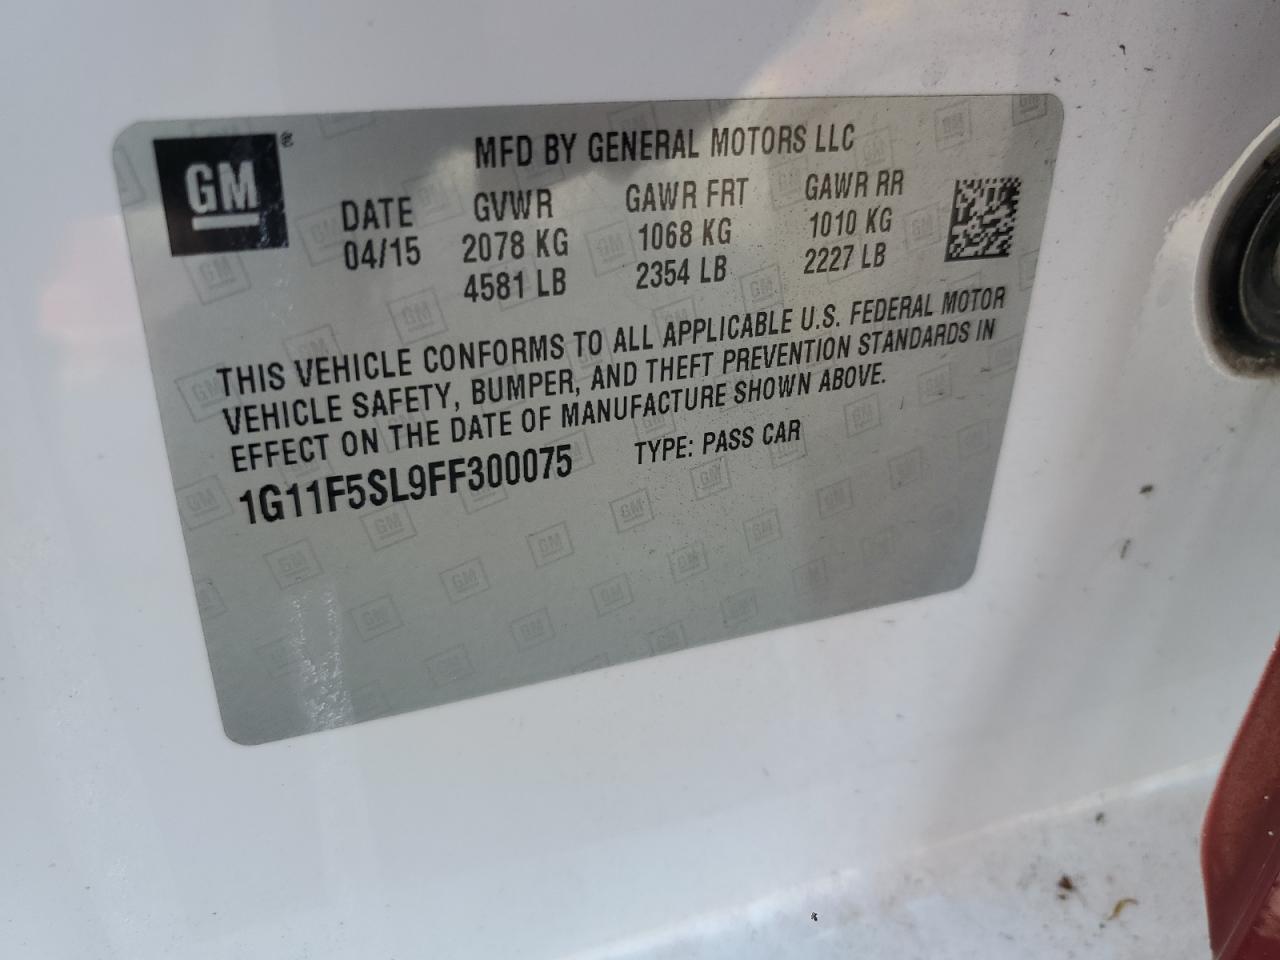 GM®
MFD BY GENERAL MOTORS LLC
DATE GVWR GAWR FRT GAWR RR
04/15 2078 KG 1068 KG 1010 KG
4581 LB 2354 LB 2227 LB
THIS VEHICLE CONFORMS TO ALL APPLICABLE U.S. FEDERAL MOTOR
VEHICLE SAFETY, BUMPER, AND THEFT PREVENTION STANDARDS IN
EFFECT ON THE DATE OF MANUFACTURE SHOWN ABOVE.
1G11F5SL9FF300075 TYPE: PASS CAR